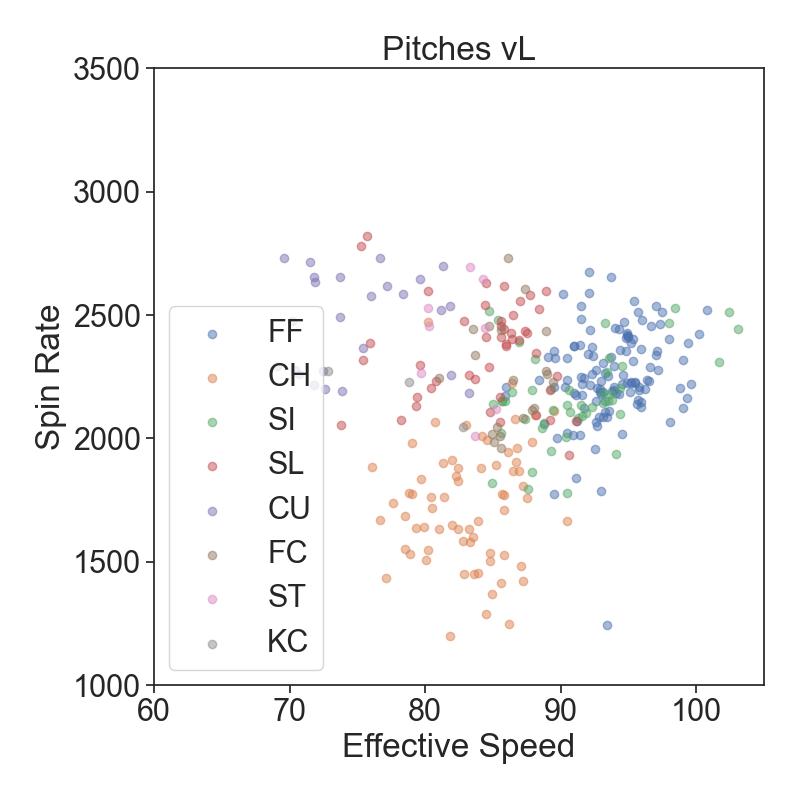 Pitches vL
3500
3000
2500
2000
1500
1000
Spin Rate
FF
CH
SI
SL
CU
FC
ST
KC
60 70 80 90 100
Effective Speed